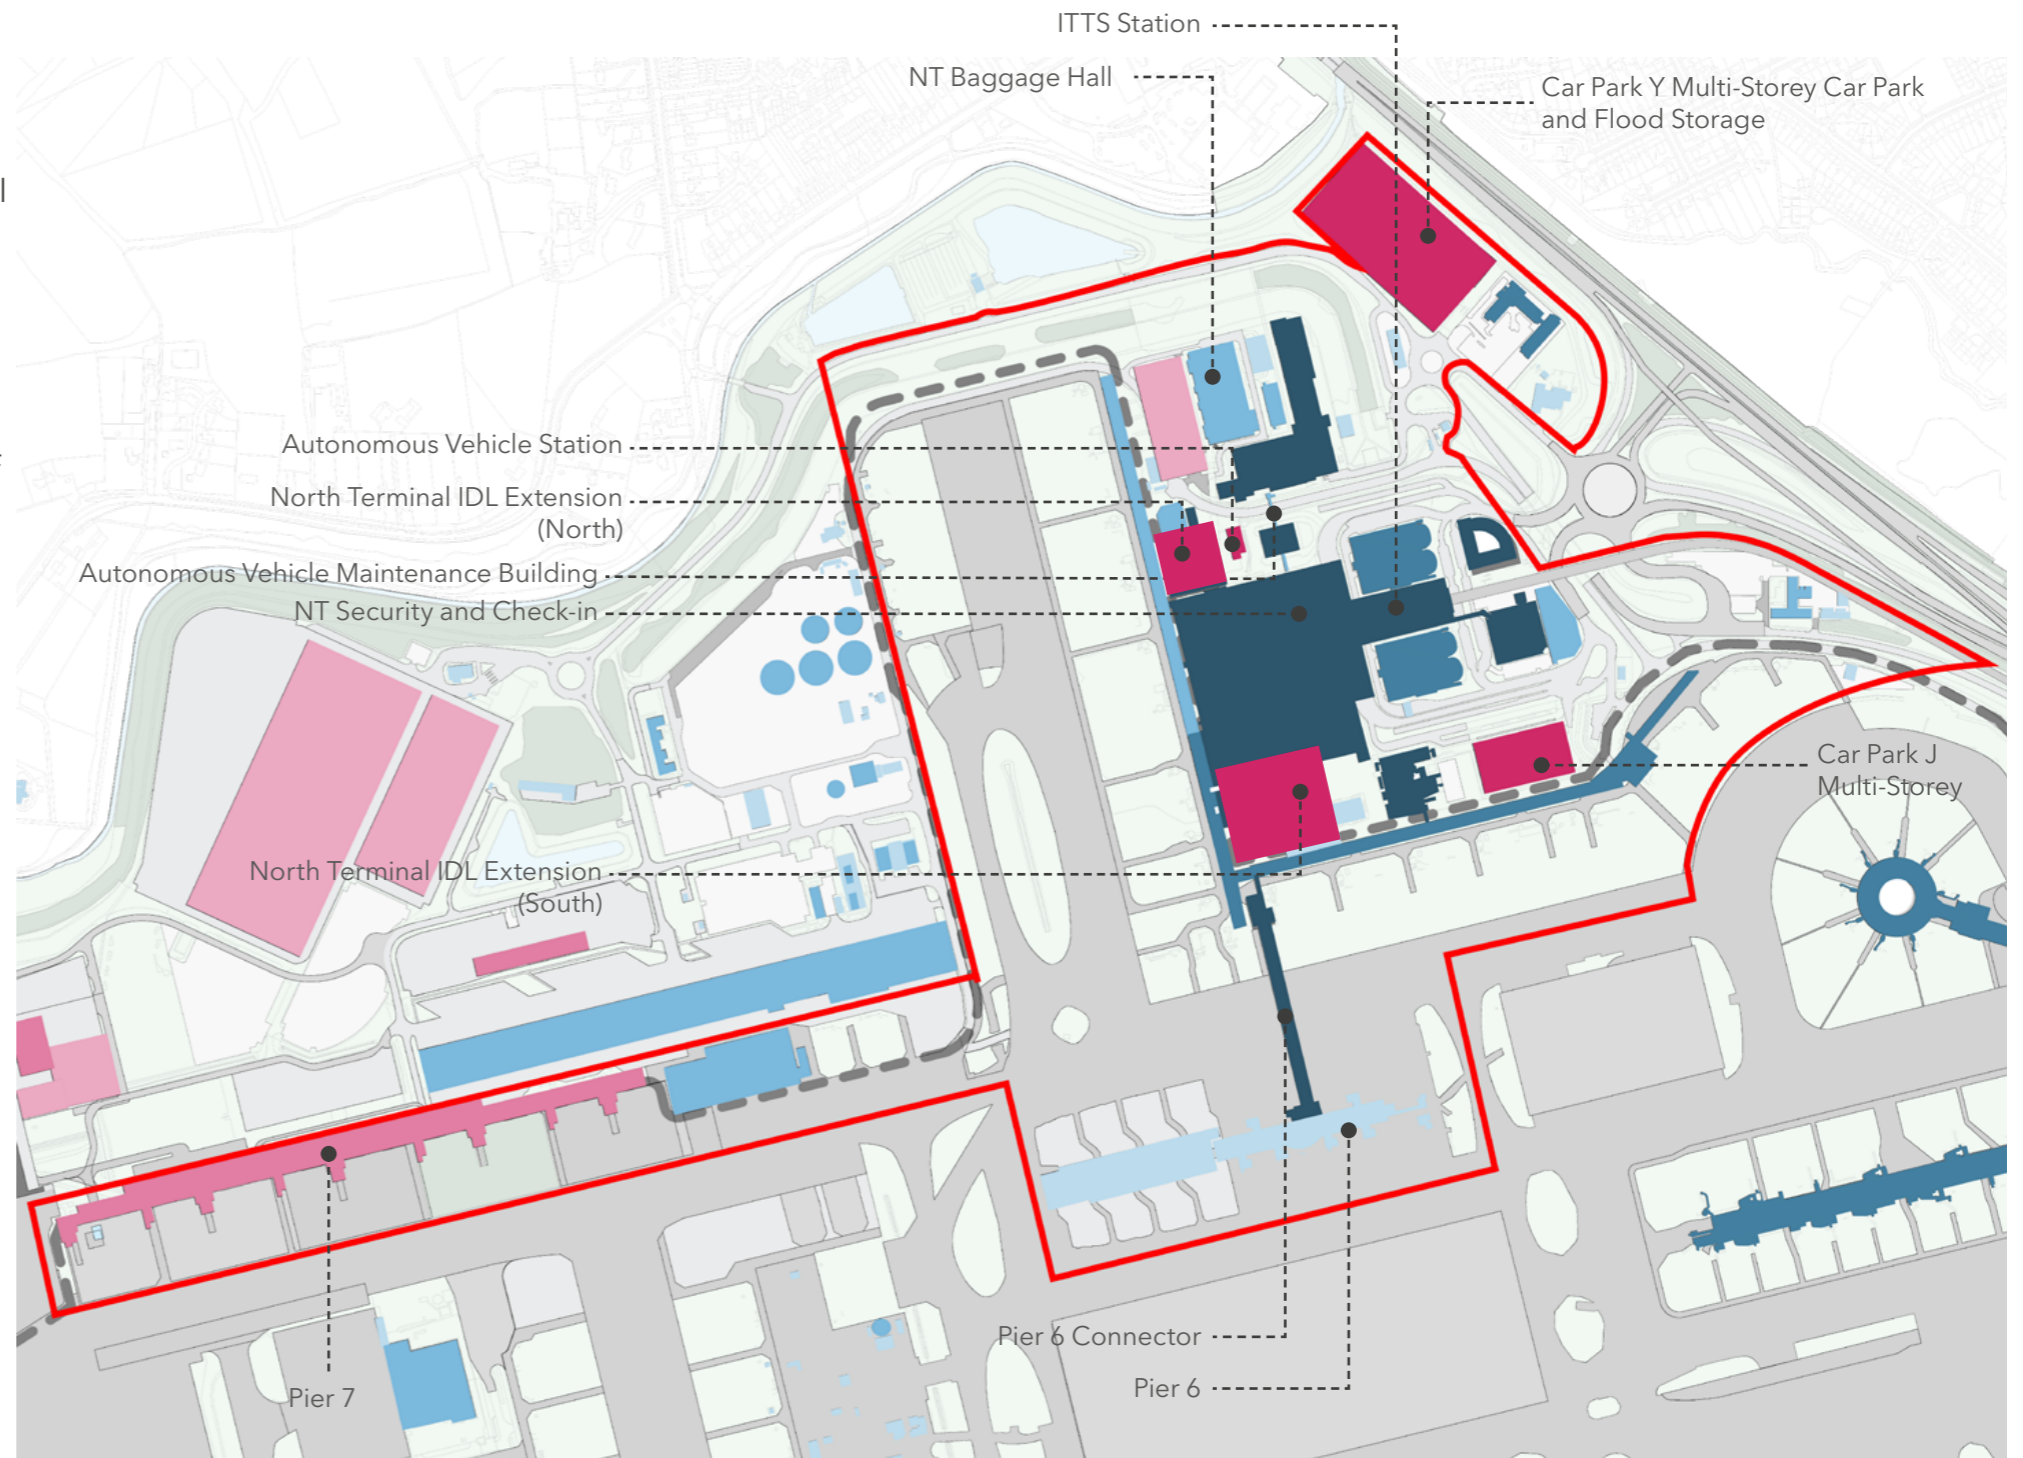 ITTS Station
NT Baggage Hall
Car Park Y Multi-Storey Car Park
and Flood Storage
Autonomous Vehicle Station
North Terminal IDL Extension
(North)
Autonomous Vehicle Maintenance Building
NT Security and Check-in
Car Park J
Multi-Storey
North Terminal IDL Extension
(South)
Pier 6 Connector
Pier 6
Pier 7